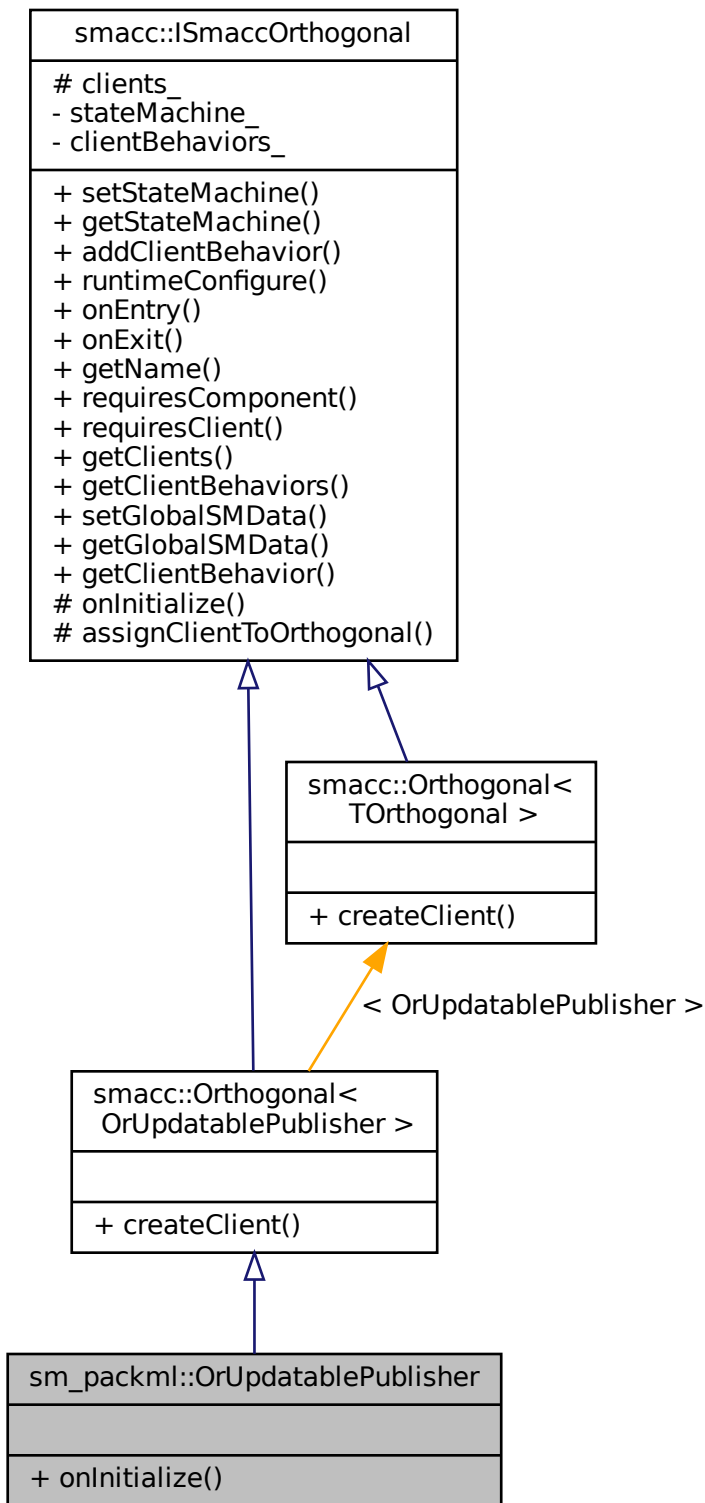 smacc::ISmaccOrthogonal
# clients_
- stateMachine_
- clientBehaviors_
+ setStateMachine()
+ getStateMachine()
+ addClientBehavior()
+ runtimeConfigure()
+ onEntry()
+ onExit()
+ getName()
+ requiresComponent()
+ requiresClient()
+ getClients()
+ getClientBehaviors()
+ setGlobalSMData()
+ getGlobalSMData()
+ getClientBehavior()
# onInitialize()
# assignClientToOrthogonal()
smacc::Orthogonal<
TOrthogonal >
+ createClient()
< OrUpdatablePublisher >
smacc::Orthogonal<
OrUpdatablePublisher >
+ createClient()
sm_packml::OrUpdatablePublisher
+ onInitialize()